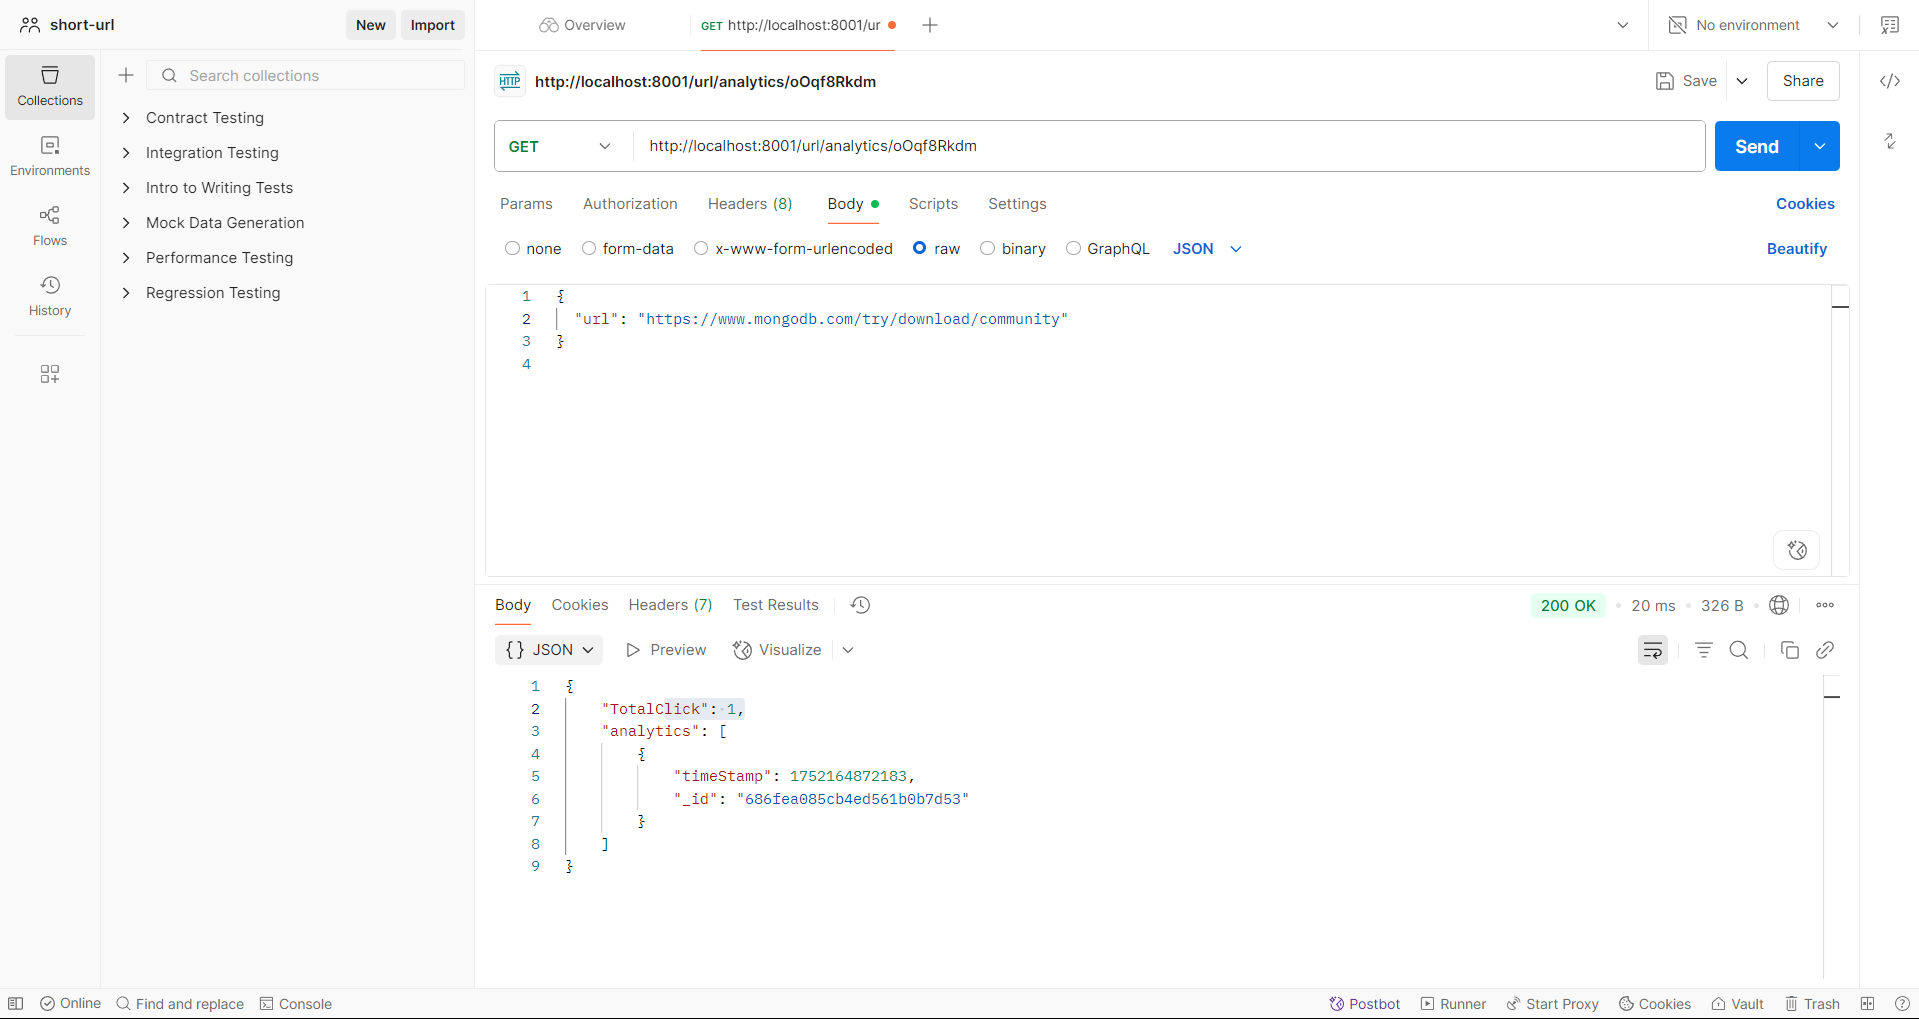 short-url
New
Import
Overview
GET http://localhost:8001/ur
No environment
Collections
Environments
Flows
History
Search collections
Contract Testing
Integration Testing
Intro to Writing Tests
Mock Data Generation
Performance Testing
Regression Testing
HTTP http://localhost:8001/url/analytics/oOqf8Rkdm
Save
Share
GET http://localhost:8001/url/analytics/oOqf8Rkdm
Send
Params Authorization Headers (8) Body Scripts Settings Cookies
none form-data x-www-form-urlencoded raw binary GraphQL JSON Beautify
1 {
2 "url": "https://www.mongodb.com/try/download/community"
3 }
4
Body Cookies Headers (7) Test Results 200 OK 20 ms 326 B
{} JSON Preview Visualize
1 {
2 "TotalClick": 1,
3 "analytics": [
4 {
5 "timeStamp": 1752164872183,
6 "_id": "686fea085cb4ed561b0b7d53"
7 }
8 ]
9 }
Online Find and replace Console Postbot Runner Start Proxy Cookies Vault Trash